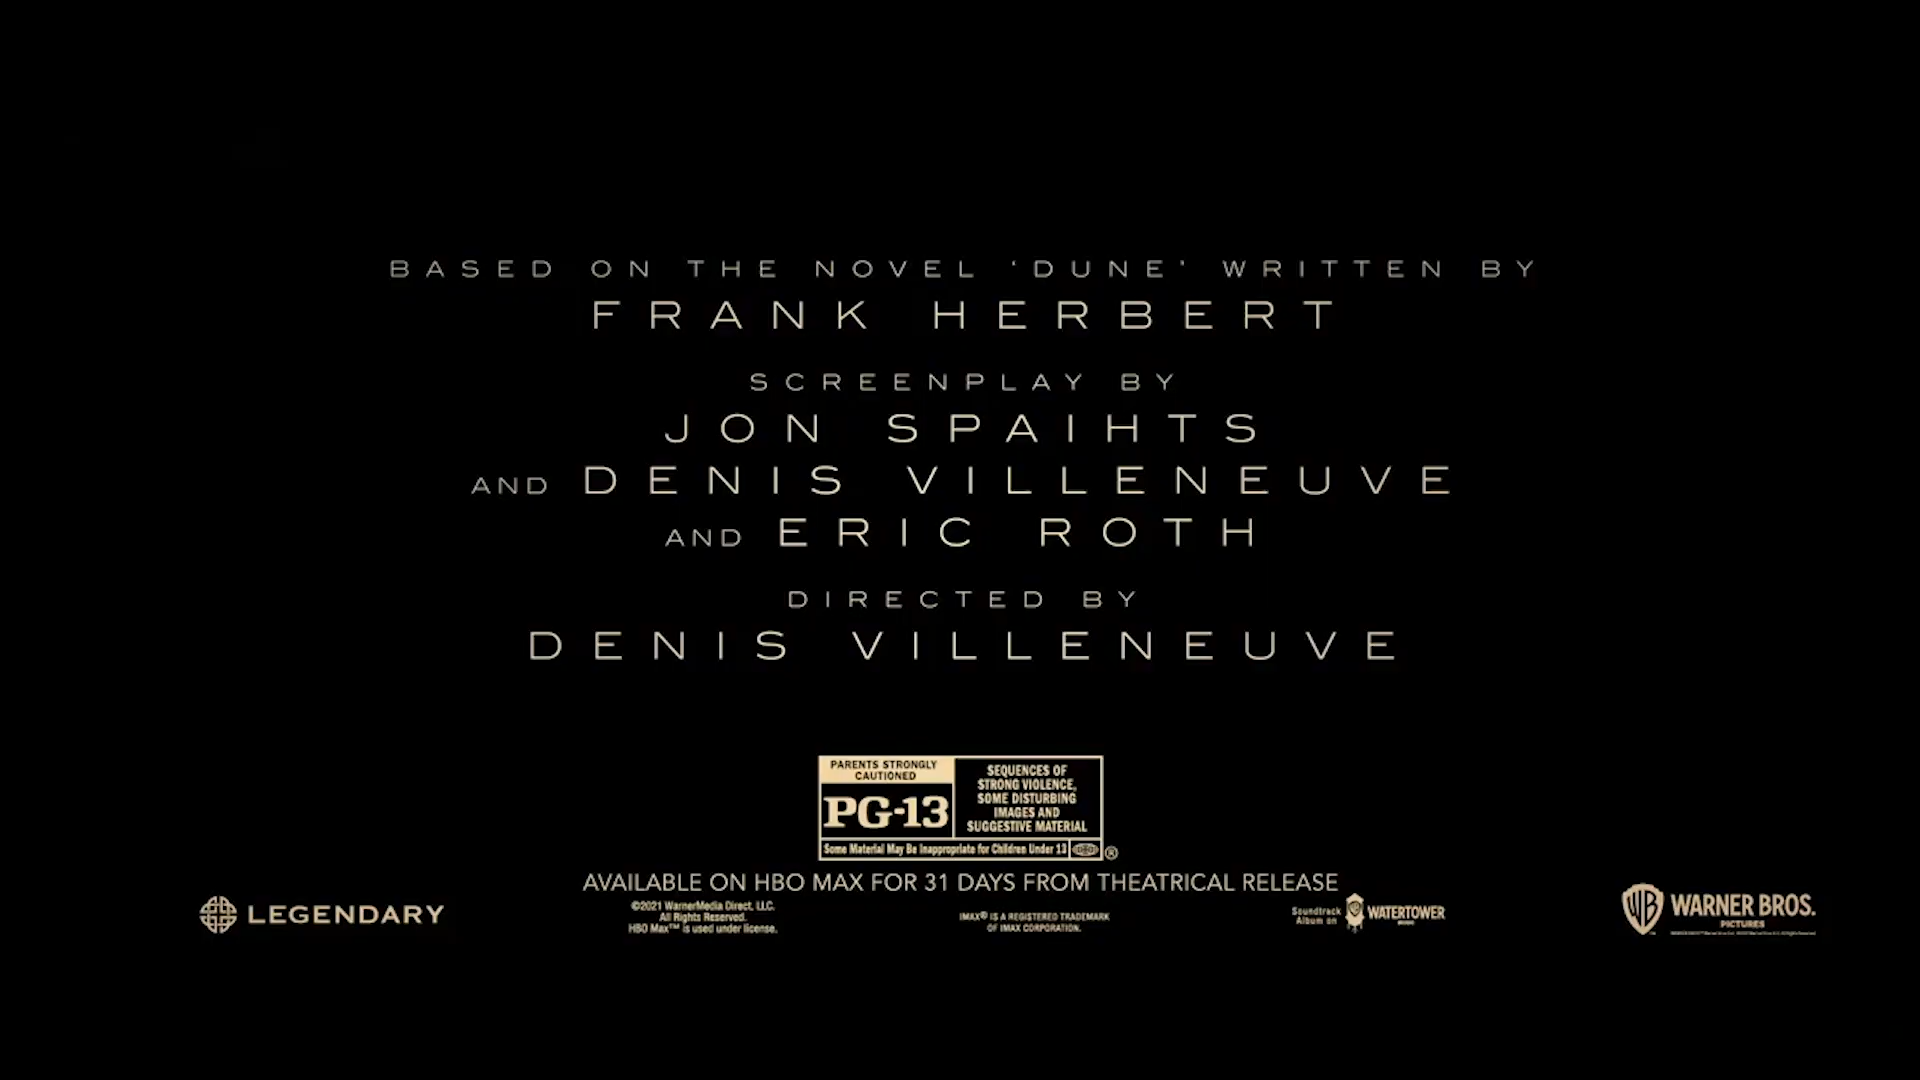 BASED ON THE NOVEL ‘DUNE’ WRITTEN BY
FRANK HERBERT
SCREENPLAY BY
JON SPAIHTS
AND DENIS VILLENEUVE
AND ERIC ROTH
DIRECTED BY
DENIS VILLENEUVE
PARENTS STRONGLY
CAUTIONED
PG-13
SEQUENCES OF
STRONG VIOLENCE,
SOME DISTURBING
IMAGES AND
SUGGESTIVE MATERIAL
Some Material May Be Inappropriate for Children Under 13
®
AVAILABLE ON HBO MAX FOR 31 DAYS FROM THEATRICAL RELEASE
LEGENDARY
©2021 WarnerMedia Direct, LLC.
All Rights Reserved.
HBO Max™ is used under license.
IMAX® IS A REGISTERED TRADEMARK
OF IMAX CORPORATION.
Soundtrack
Album on
WATERTOWER
MUSIC
WB
WARNER BROS.
PICTURES